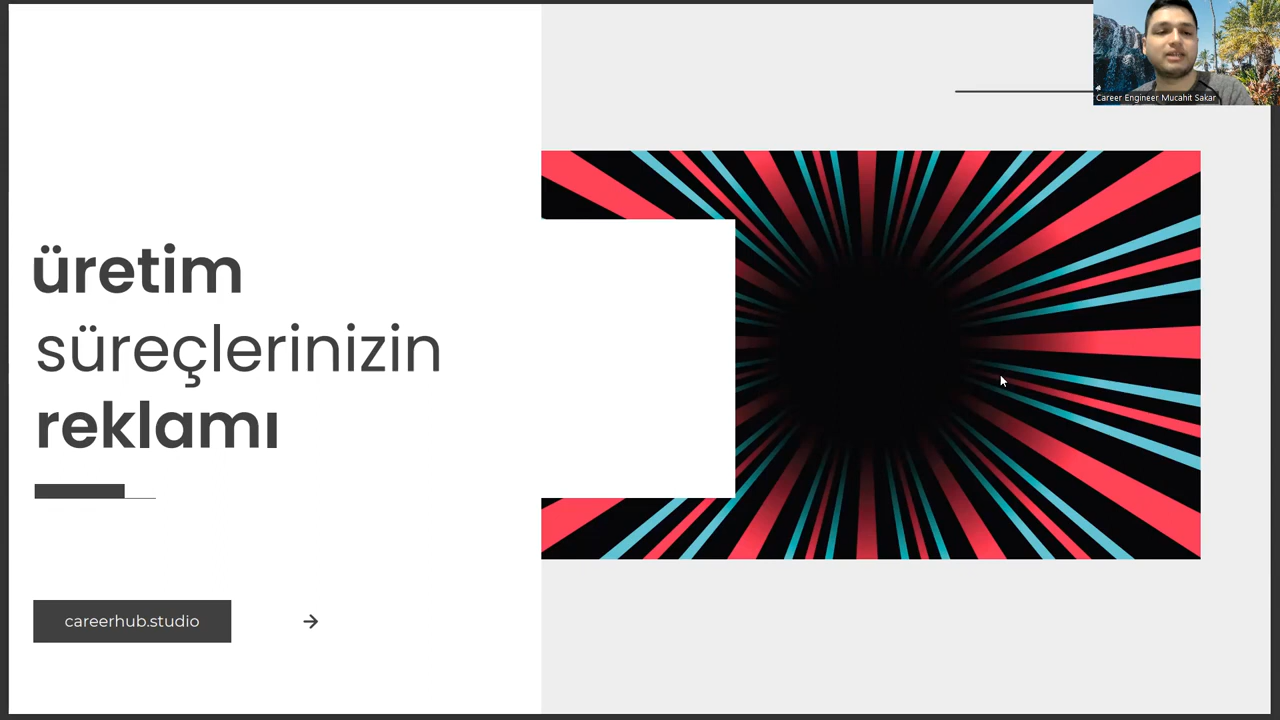 Career Engineer Mucahit Sakar
üretim
süreçlerinizin
reklamı
careerhub.studio